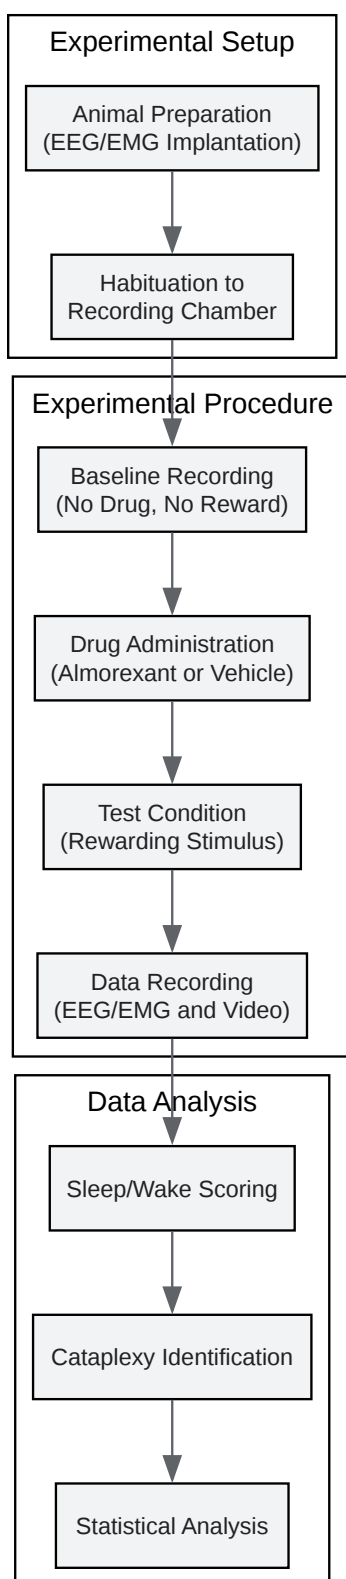 Experimental Setup
Animal Preparation
(EEG/EMG Implantation)
Habituation to
Recording Chamber
Experimental Procedure
Baseline Recording
(No Drug, No Reward)
Drug Administration
(Almorexant or Vehicle)
Test Condition
(Rewarding Stimulus)
Data Recording
(EEG/EMG and Video)
Data Analysis
Sleep/Wake Scoring
Cataplexy Identification
Statistical Analysis